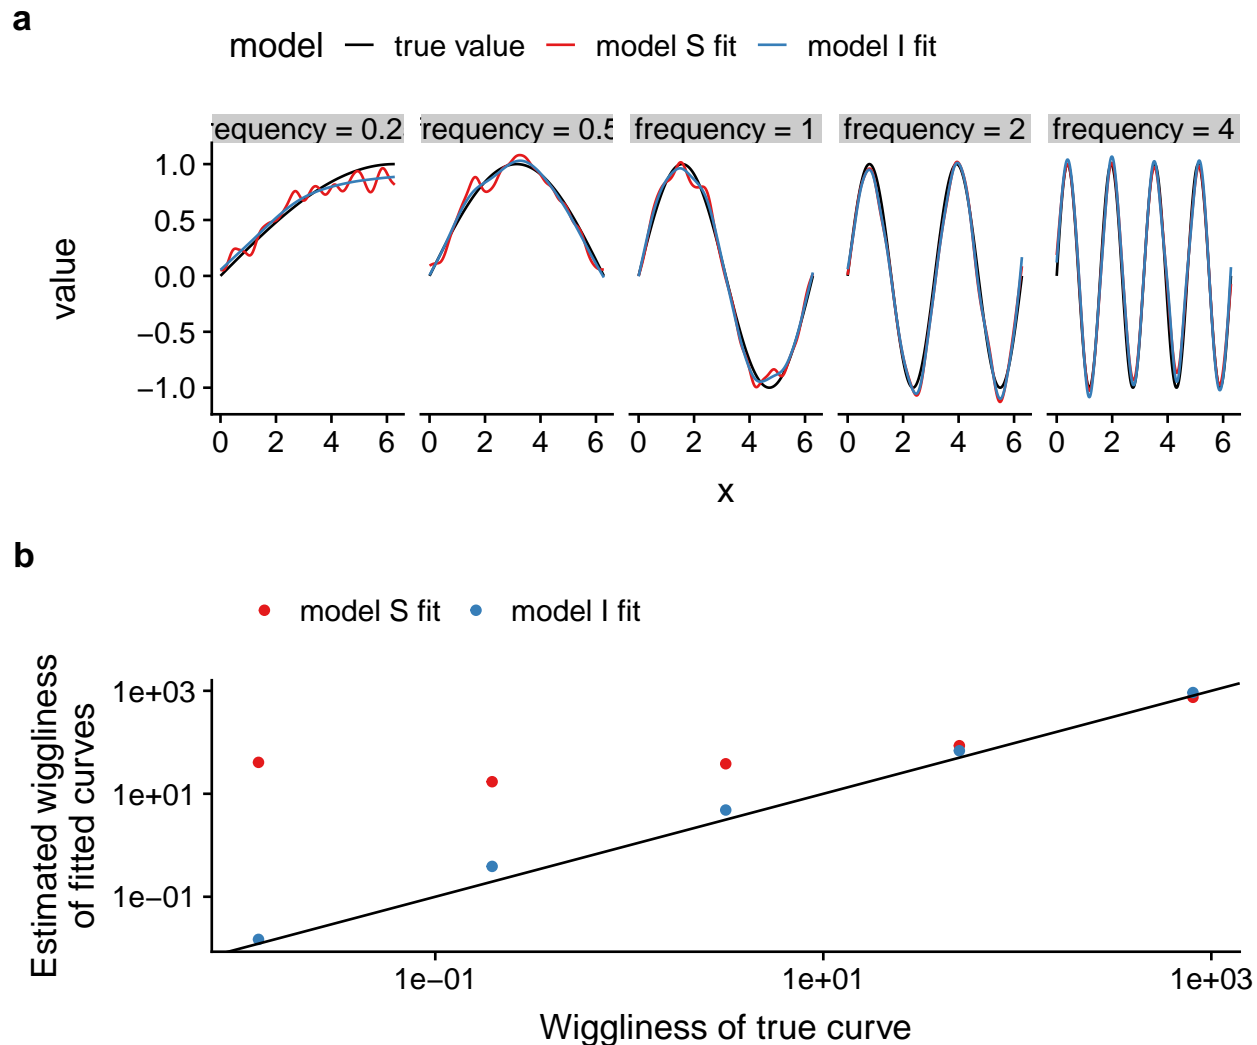 a
model true value model S fit model I fit
requency = 0.2 requency = 0.5 frequency = 1 frequency = 2 frequency = 4
1.0
0.5
0.0
−0.5
−1.0
value
0 2 4 6 0 2 4 6 0 2 4 6 0 2 4 6 0 2 4 6
x
b
model S fit model I fit
1e+03
1e+01
1e−01
Estimated wiggliness
of fitted curves
1e−01 1e+01 1e+03
Wiggliness of true curve